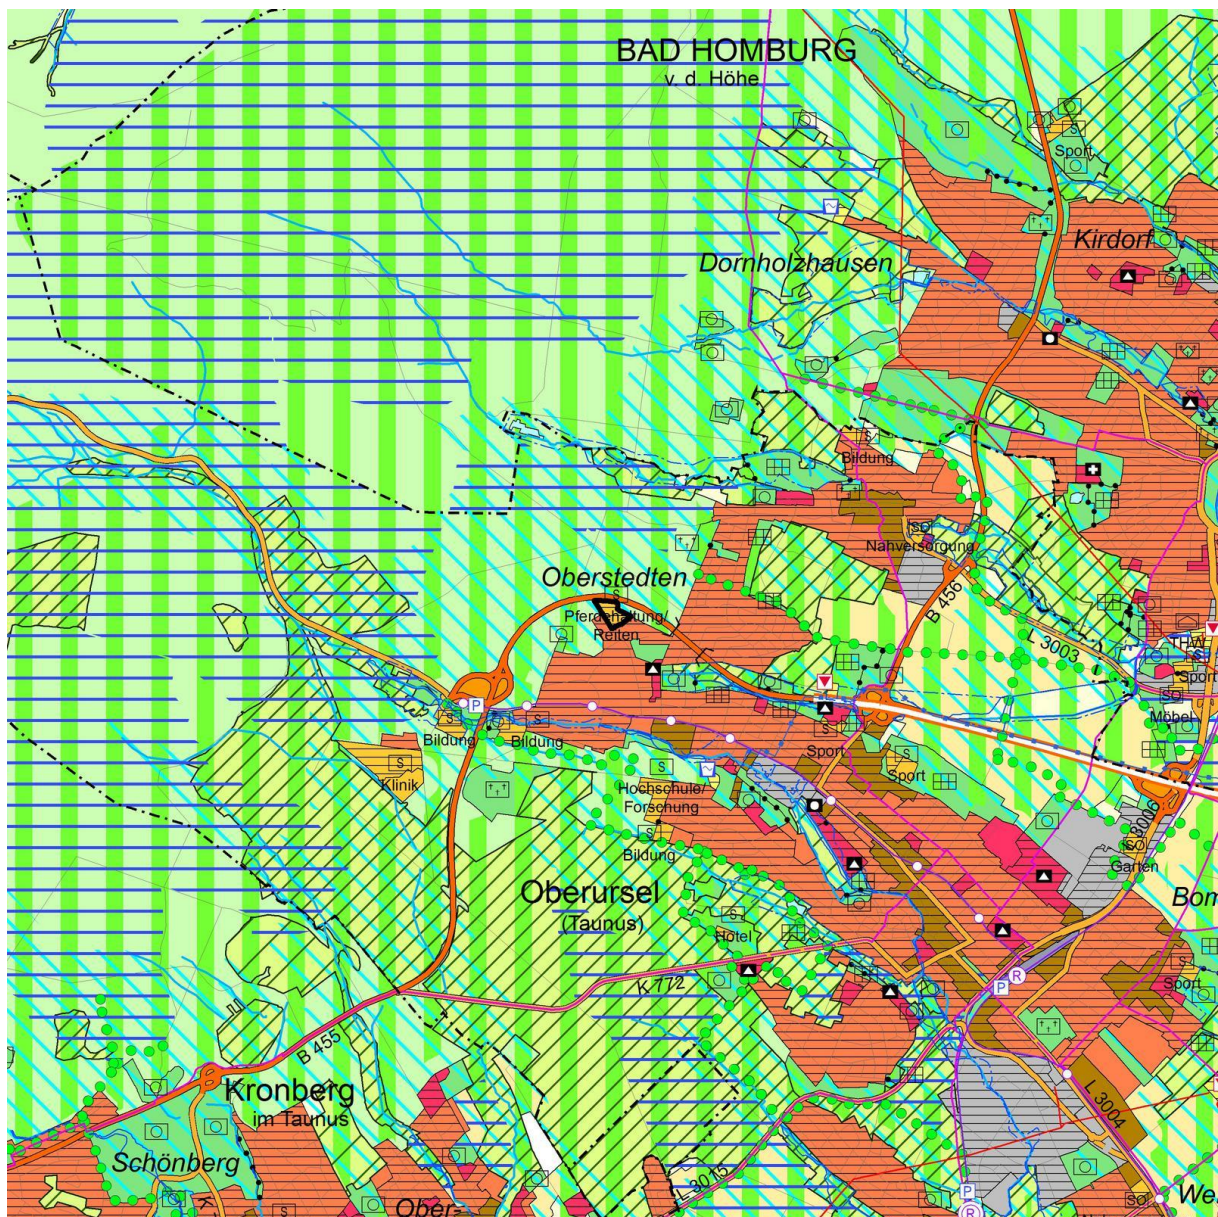 BAD HOMBURG
v. d. Höhe
S
Sport
Kirdorf
Dornholzhausen
S
Bildung
SO
Nahversorgung
Oberstedten
S
Pferdehaltung/
Reiten
B 456
L 3003
THW
S
Sport
SO
Möbel
P
S
Bildung
S
Bildung
S
Sport
S
Sport
S
Klinik
S
Hochschule/
Forschung
S
Bildung
SO
Garten
Oberursel
(Taunus)
S
Hotel
K 772
S
Sport
R
P
B 455
Kronberg
im Taunus
L 3004
Schönberg
L 3015
P
R
S
S
SO
Ober-